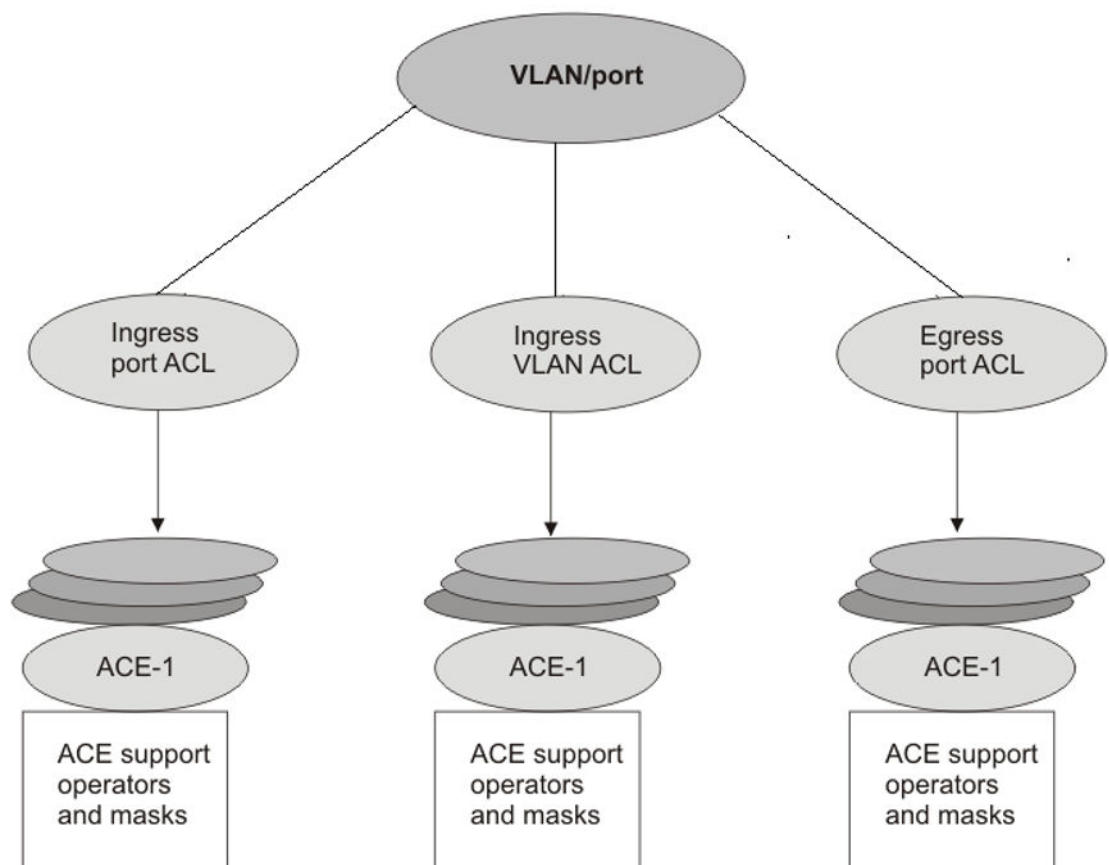 VLAN/port
Ingress
port ACL
Ingress
VLAN ACL
Egress
port ACL
ACE-1
ACE-1
ACE-1
ACE support
operators
and masks
ACE support
operators
and masks
ACE support
operators
and masks